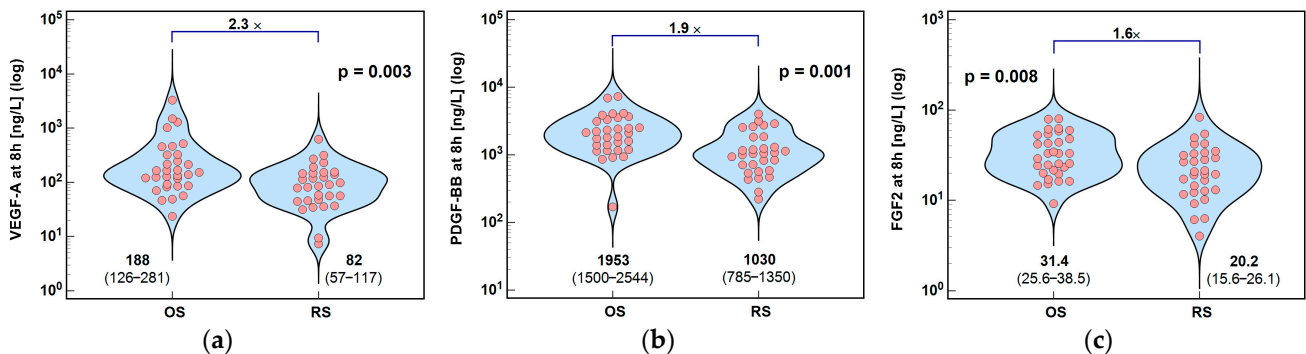 VEGF-A at 8h [ng/L] (log)
10⁵
10⁴
10³
10²
10¹
10⁰
2.3 ×
p = 0.003
188
(126–281)
82
(57–117)
OS
RS
(a)
PDGF-BB at 8h [ng/L] (log)
10⁵
10⁴
10³
10²
10¹
1.9 ×
p = 0.001
1953
(1500–2544)
1030
(785–1350)
OS
RS
(b)
FGF2 at 8h [ng/L] (log)
10³
10²
10¹
10⁰
1.6×
p = 0.008
31.4
(25.6–38.5)
20.2
(15.6–26.1)
OS
RS
(c)